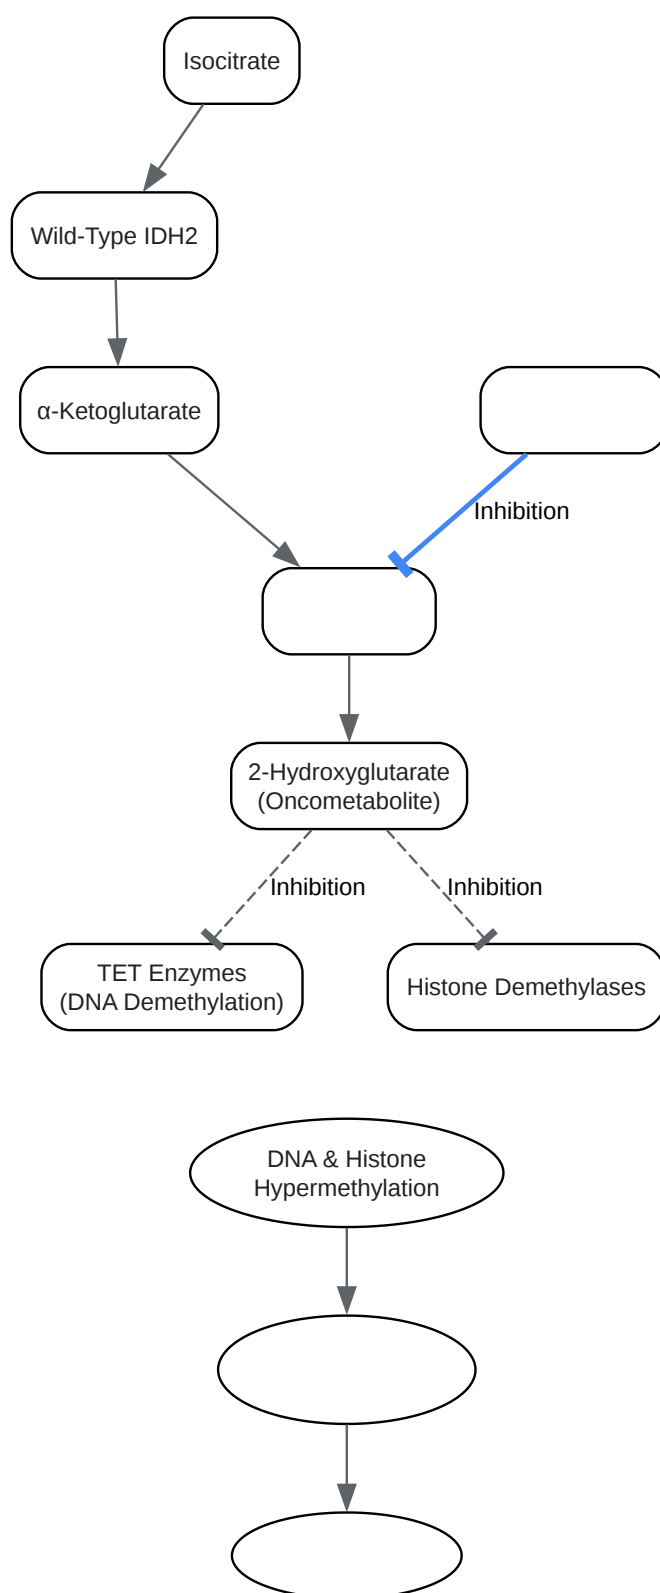 Isocitrate
Wild-Type IDH2
α-Ketoglutarate
Inhibition
2-Hydroxyglutarate
(Oncometabolite)
Inhibition
Inhibition
TET Enzymes
(DNA Demethylation)
Histone Demethylases
DNA & Histone
Hypermethylation